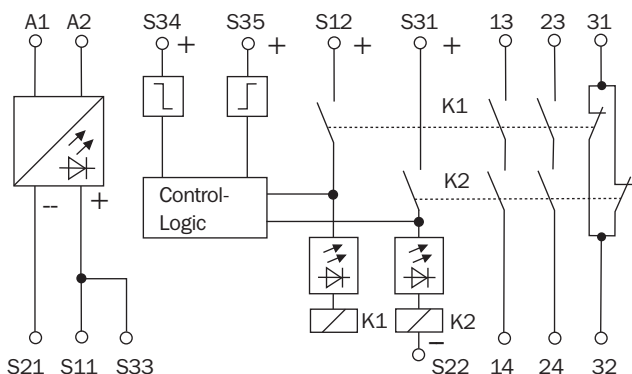 A1 A2 S34 S35 S12 S31 13 23 31
+ + + +
K1
K2
Control-
Logic
-- +
K1 K2
–
S21 S11 S33 S22 14 24 32